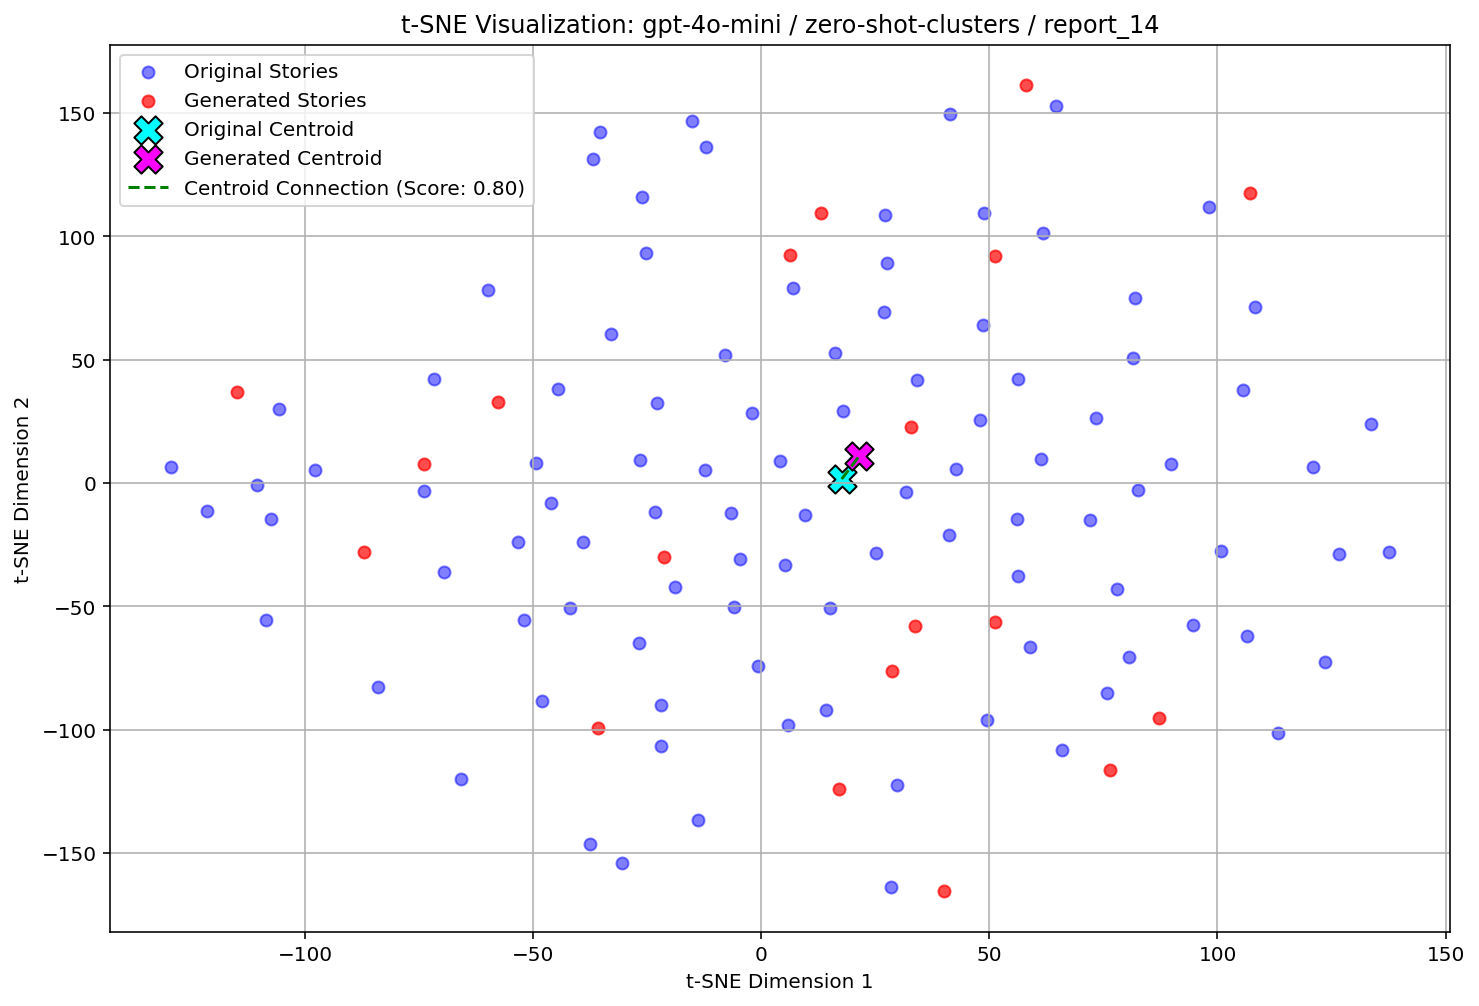 t-SNE Visualization: gpt-4o-mini / zero-shot-clusters / report_14
Original Stories
Generated Stories
Original Centroid
Generated Centroid
Centroid Connection (Score: 0.80)
150
100
50
0
−50
−100
−150
t-SNE Dimension 2
−100
−50
0
50
100
150
t-SNE Dimension 1